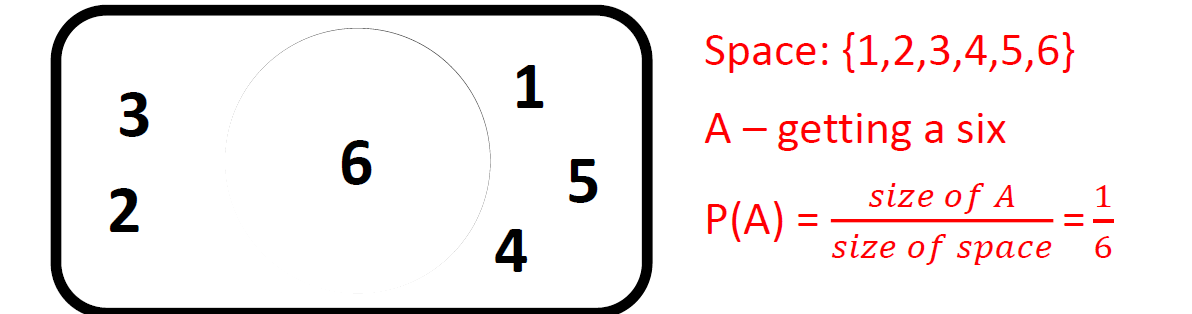 3
2
6
1
5
4
Space: {1,2,3,4,5,6}
A – getting a six
P(A) = size of A / size of space = 1/6